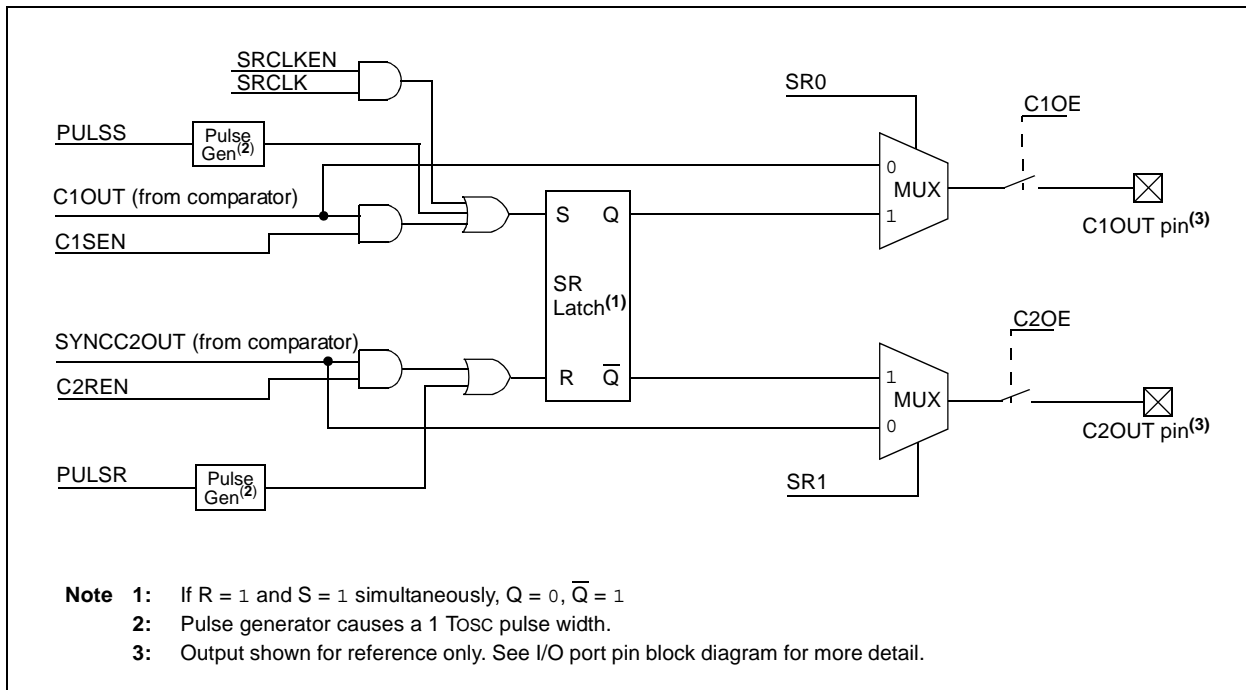 SRCLKEN
SRCLK
SR0
C1OE
PULSS
Pulse
Gen(2)
0
MUX
1
C1OUT (from comparator)
C1SEN
S Q
C1OUT pin(3)
SR
Latch(1)
SYNCC2OUT (from comparator)
C2OE
C2REN
R Q̅
1
MUX
0
C2OUT pin(3)
PULSR
Pulse
Gen(2)
SR1
Note 1: If R = 1 and S = 1 simultaneously, Q = 0, Q̅ = 1
2: Pulse generator causes a 1 TOSC pulse width.
3: Output shown for reference only. See I/O port pin block diagram for more detail.